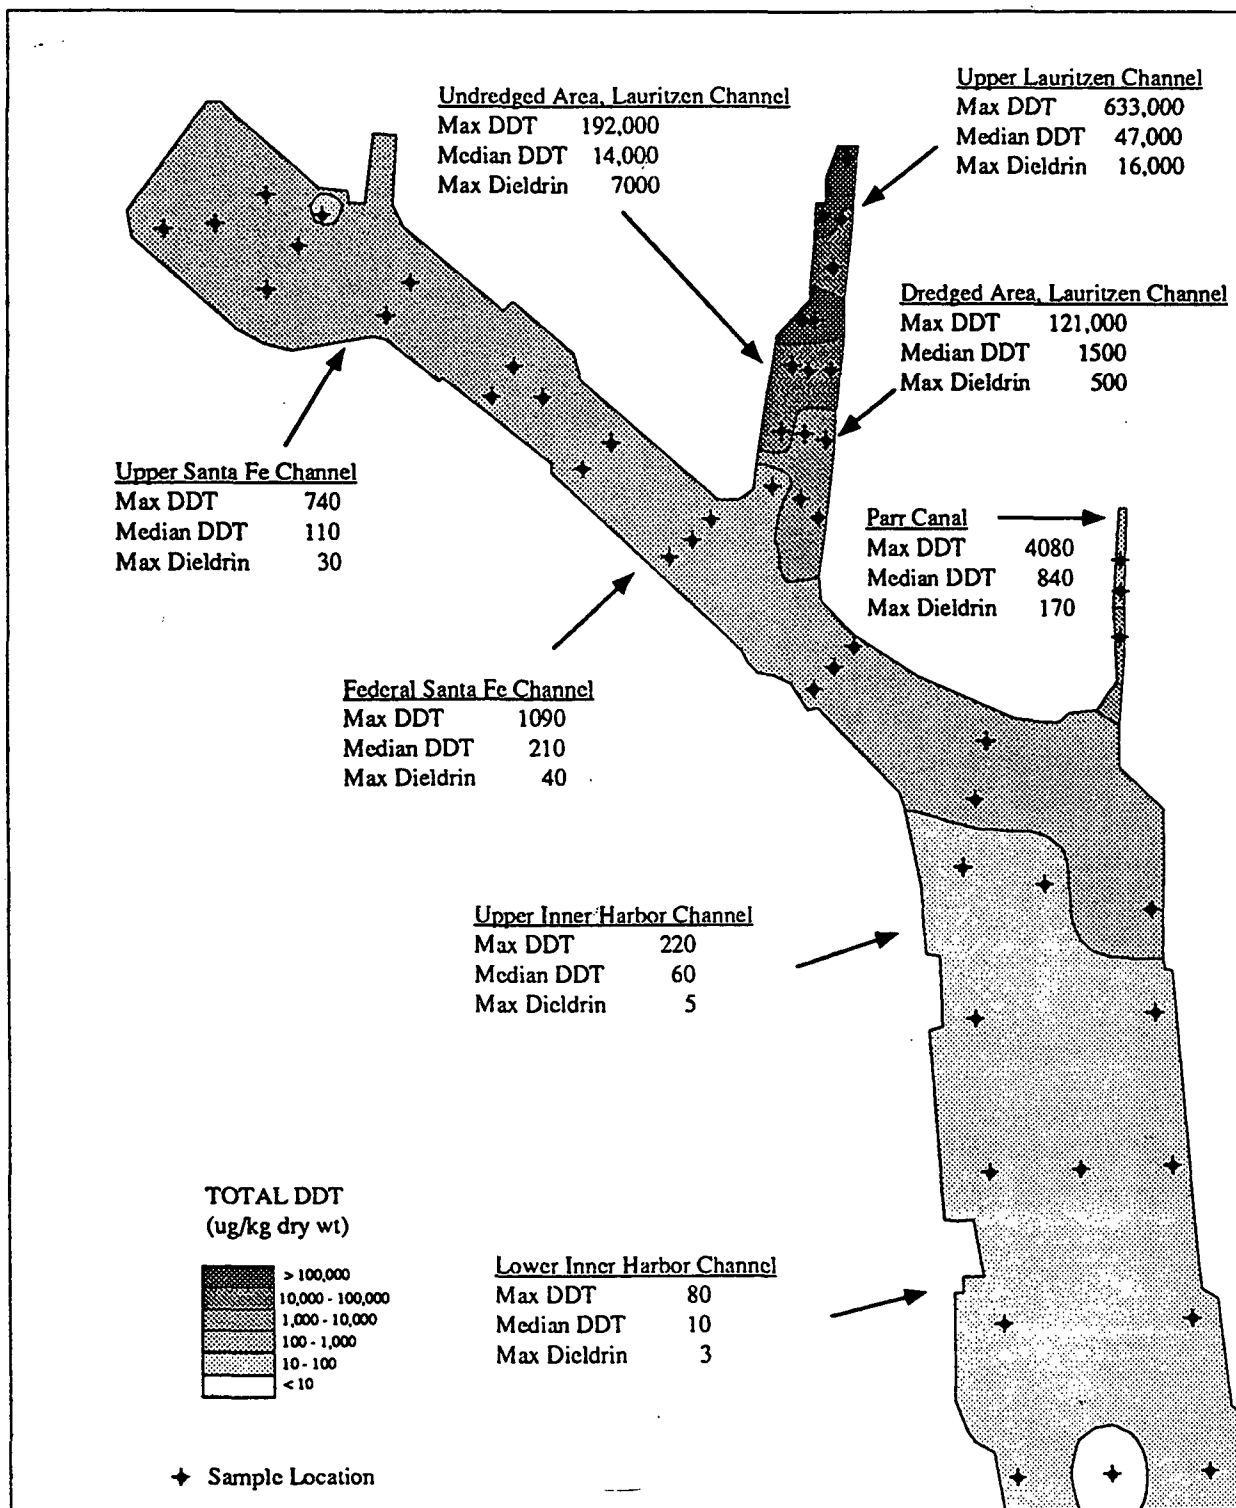 Upper Lauritzen Channel
Max DDT 633,000
Median DDT 47,000
Max Dieldrin 16,000
Undredged Area, Lauritzen Channel
Max DDT 192,000
Median DDT 14,000
Max Dieldrin 7000
Dredged Area, Lauritzen Channel
Max DDT 121,000
Median DDT 1500
Max Dieldrin 500
Upper Santa Fe Channel
Max DDT 740
Median DDT 110
Max Dieldrin 30
Parr Canal
Max DDT 4080
Median DDT 840
Max Dieldrin 170
Federal Santa Fe Channel
Max DDT 1090
Median DDT 210
Max Dieldrin 40
Upper Inner Harbor Channel
Max DDT 220
Median DDT 60
Max Dieldrin 5
Lower Inner Harbor Channel
Max DDT 80
Median DDT 10
Max Dieldrin 3
TOTAL DDT
(ug/kg dry wt)
> 100,000
10,000 - 100,000
1,000 - 10,000
100 - 1,000
10 - 100
< 10
Sample Location